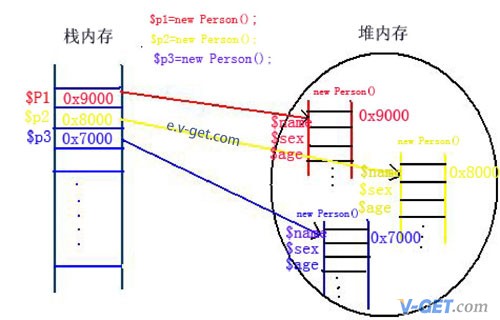 $p1=new Person();
$p2=new Person();
$p3=new Person();
栈内存
堆内存
$P1 0x9000
$p2 0x8000
$p3 0x7000
e.v-get.com
new Person()
0x9000
$name
$sex
$age
new Person()
0x8000
$name
$sex
$age
new Person()
0x7000
$name
$sex
$age
V-GET.com